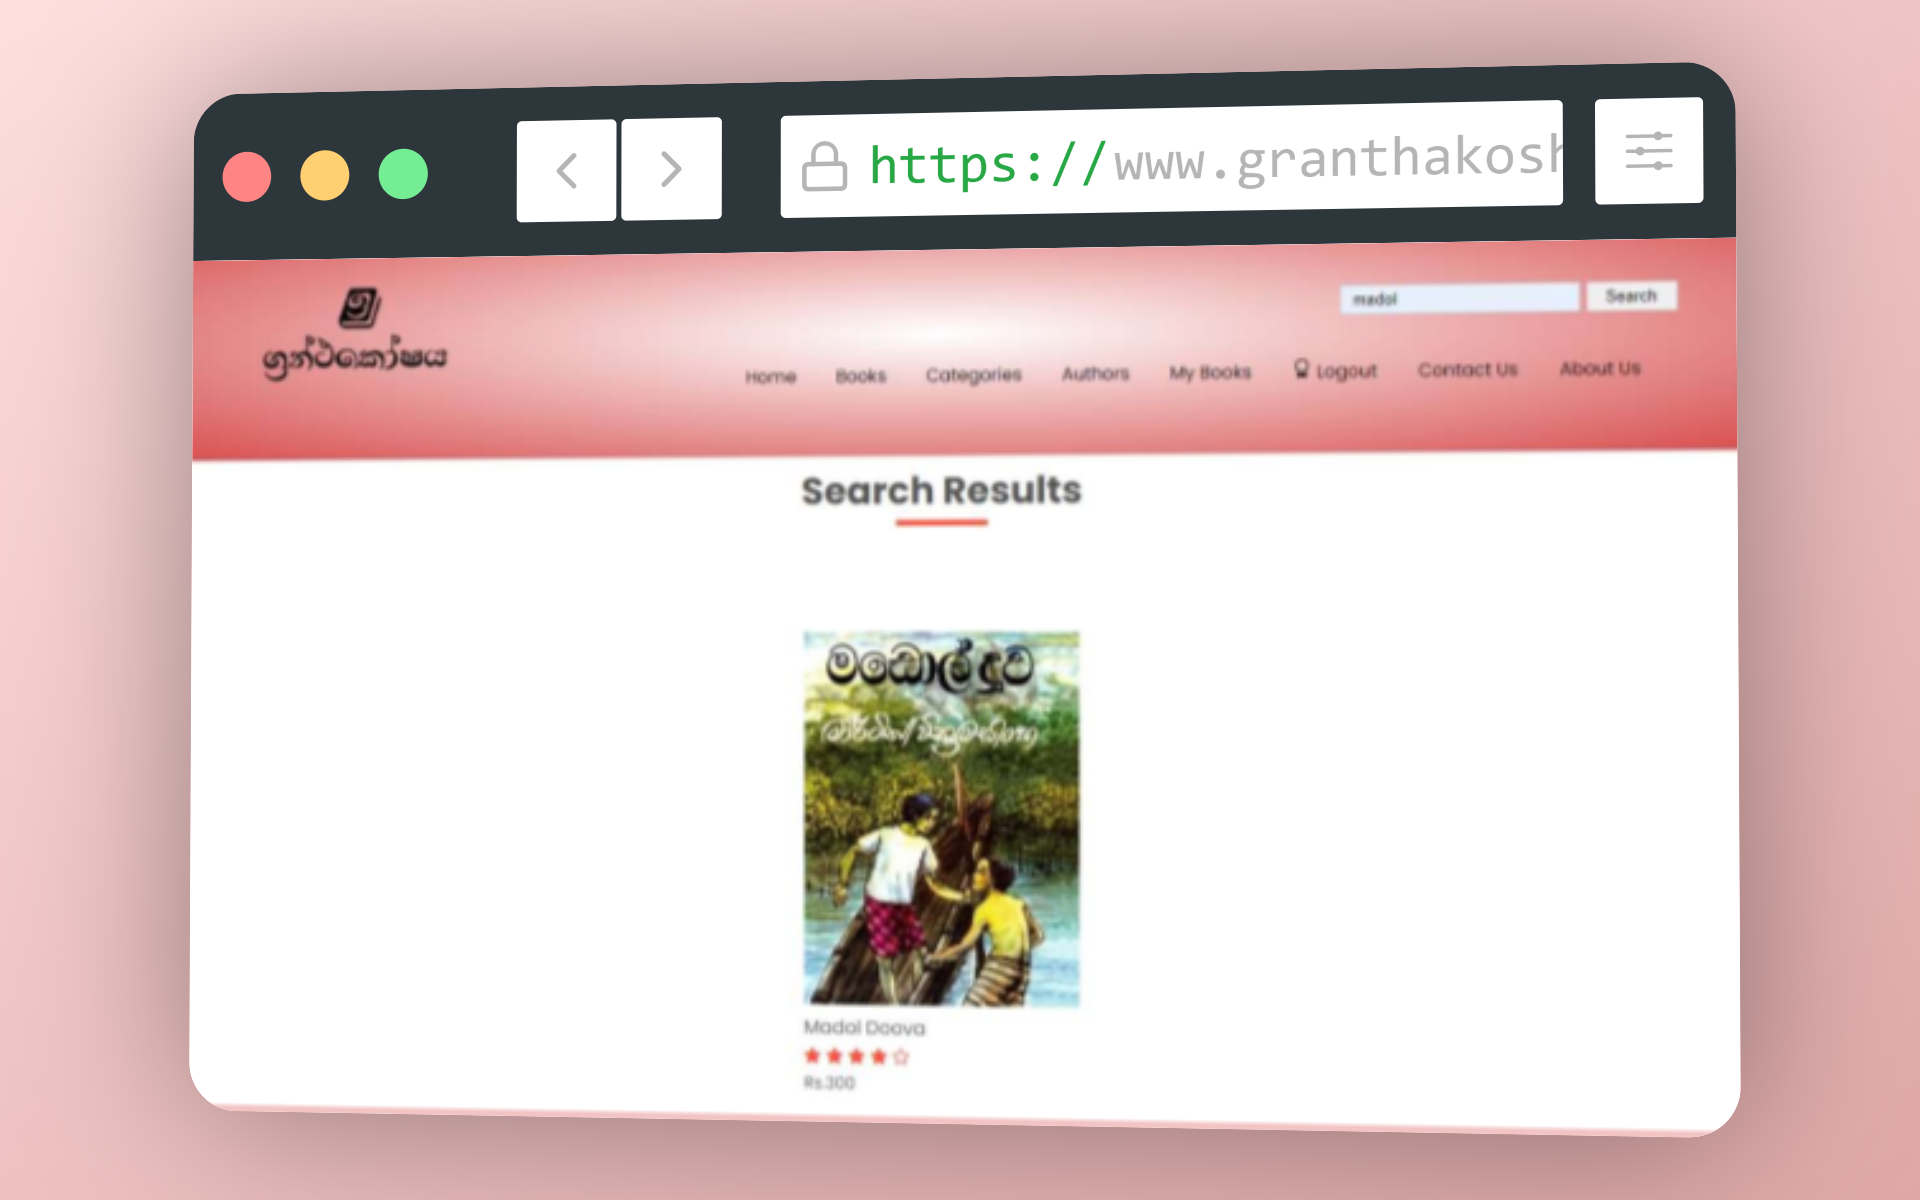 https://www.granthakosh
ග්‍ර
ග්‍රන්ථකෝෂය
madol
Search
Home Books Categories Authors My Books Logout Contact Us About Us
Search Results
මඩොල් දූව
මාර්ටින් වික්‍රමසිංහ
Madol Doova
Rs.300